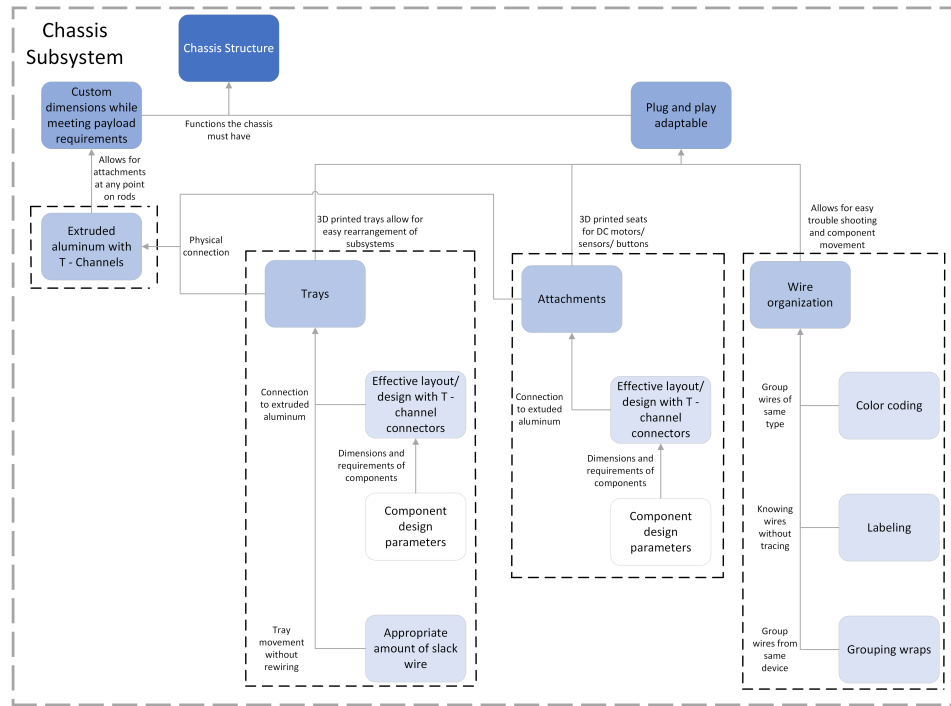 Chassis
Subsystem
Chassis Structure
Custom
dimensions while
meeting payload
requirements
Functions the chassis
must have
Plug and play
adaptable
Allows for
attachments
at any point
on rods
Extruded
aluminum with
T - Channels
Physical
connection
3D printed trays allow for
easy rearrangement of
subsystems
3D printed seats
for DC motors/
sensors/ buttons
Allows for easy
trouble shooting
and component
movement
Trays
Attachments
Wire
organization
Connection
to extruded
aluminum
Effective layout/
design with T -
channel
connectors
Dimensions and
requirements of
components
Component
design
parameters
Tray
movement
without
rewiring
Appropriate
amount of slack
wire
Connection
to extuded
aluminum
Effective layout/
design with T -
channel
connectors
Dimensions and
requirements of
components
Component
design
parameters
Group
wires of
same
type
Color coding
Knowing
wires
without
tracing
Labeling
Group
wires from
same
device
Grouping wraps